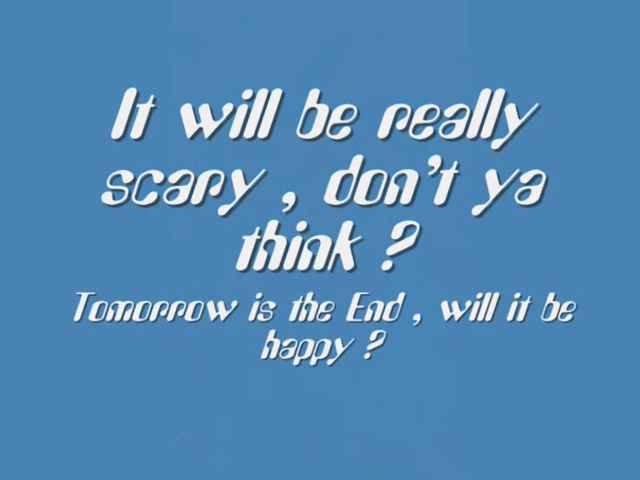 It will be really
scary , don't ya
think ?
Tomorrow is the End , will it be
happy ?